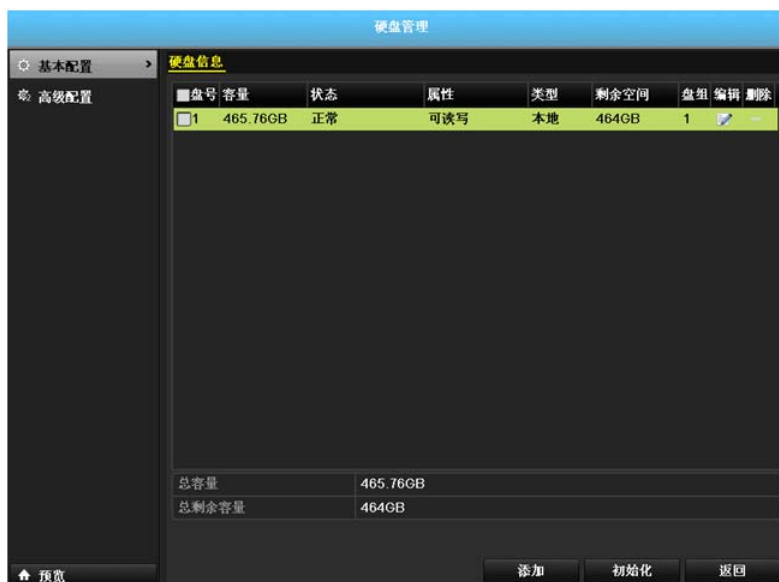 硬盘管理
基本配置
高级配置
硬盘信息
盘号 容量 状态 属性 类型 剩余空间 盘组 编辑 删除
1 465.76GB 正常 可读写 本地 464GB 1
总容量 465.76GB
总剩余容量 464GB
预览 添加 初始化 返回